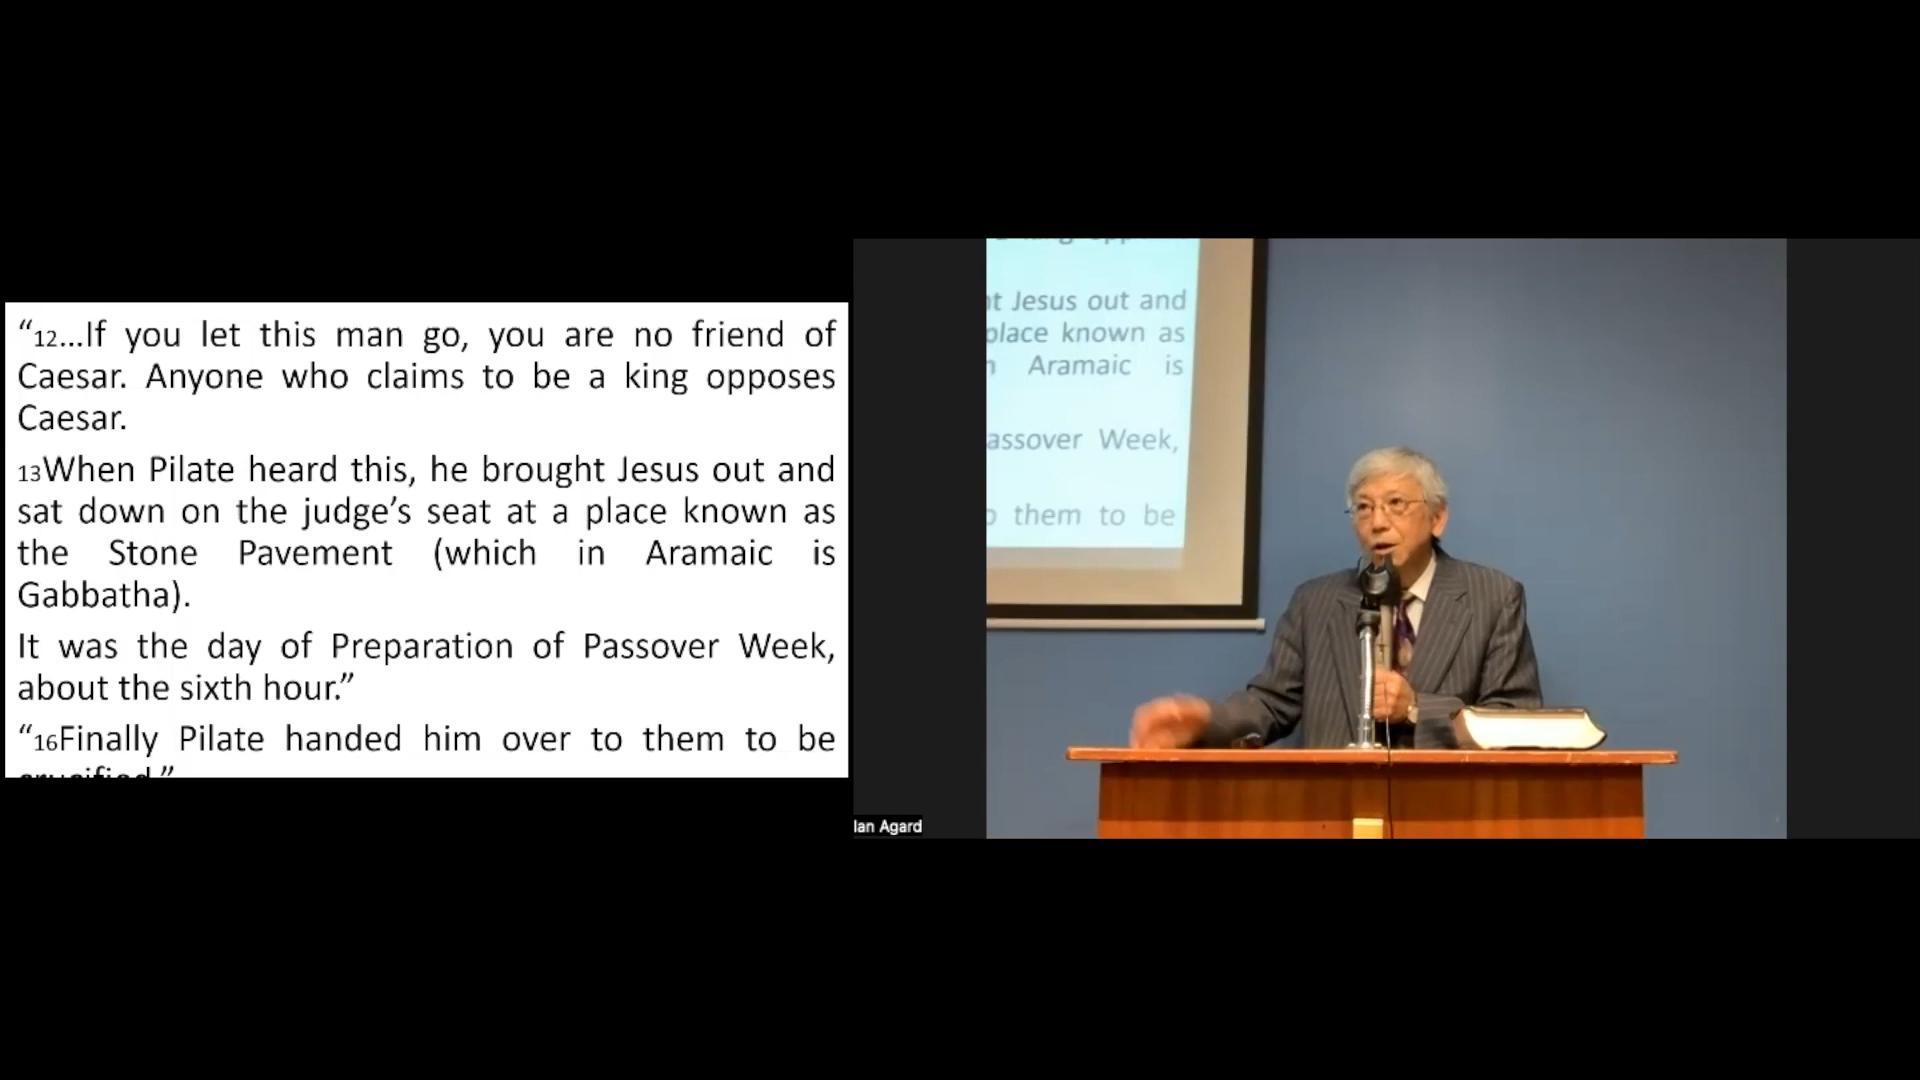 “12...If you let this man go, you are no friend of
Caesar. Anyone who claims to be a king opposes
Caesar.
13When Pilate heard this, he brought Jesus out and
sat down on the judge’s seat at a place known as
the Stone Pavement (which in Aramaic is
Gabbatha).
It was the day of Preparation of Passover Week,
about the sixth hour.”
“16Finally Pilate handed him over to them to be
crucified.”
Jesus out and
place known as
Aramaic is
assover Week,
them to be
Ian Agard